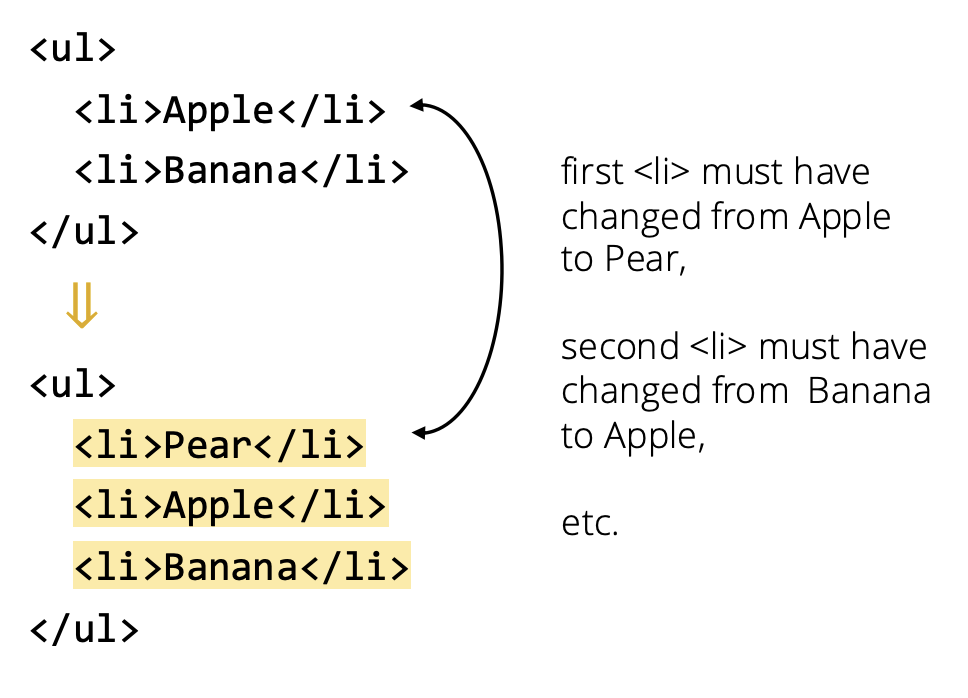 <ul>
<li>Apple</li>
<li>Banana</li>
</ul>
<ul>
<li>Pear</li>
<li>Apple</li>
<li>Banana</li>
</ul>
first <li> must have
changed from Apple
to Pear,
second <li> must have
changed from Banana
to Apple,
etc.